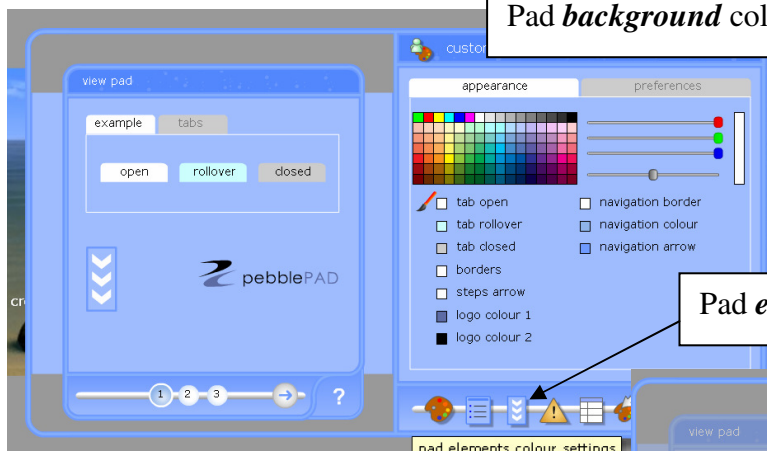 Pad background col
custom
view pad
appearance preferences
example tabs
open rollover closed
tab open navigation border
tab rollover navigation colour
tab closed navigation arrow
borders
steps arrow
logo colour 1
logo colour 2
pebblePAD
cr
Pad e
1 2 3 ?
pad elements colour settings
view pad